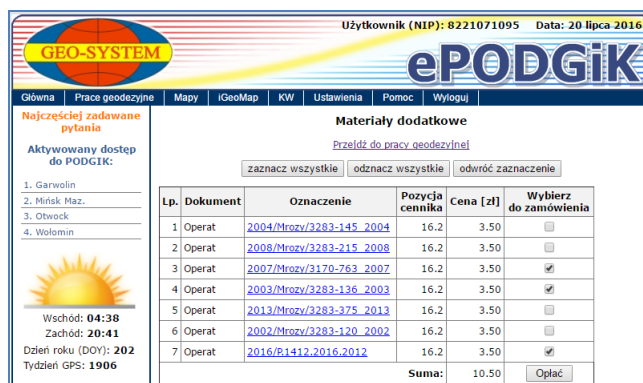 Użytkownik (NIP): 8221071095 Data: 20 lipca 2016
GEO-SYSTEM
ePODGiK
Główna Prace geodezyjne Mapy iGeoMap KW Ustawienia Pomoc Wyloguj
Najczęściej zadawane
pytania
Aktywowany dostęp
do PODGIK:
1. Garwolin
2. Mińsk Maz.
3. Otwock
4. Wołomin
Wschód: 04:38
Zachód: 20:41
Dzień roku (DOY): 202
Tydzień GPS: 1906
Materiały dodatkowe
Przejdź do pracy geodezyjnej
zaznacz wszystkie odznacz wszystkie odwróć zaznaczenie
Lp. Dokument Oznaczenie Pozycja cennika Cena [zł] Wybierz do zamówienia
1 Operat 2004/Mrozy/3283-145_2004 16.2 3.50
2 Operat 2008/Mrozy/3283-215_2008 16.2 3.50
3 Operat 2007/Mrozy/3170-763_2007 16.2 3.50
4 Operat 2003/Mrozy/3283-136_2003 16.2 3.50
5 Operat 2013/Mrozy/3283-375_2013 16.2 3.50
6 Operat 2002/Mrozy/3283-120_2002 16.2 3.50
7 Operat 2016/P.1412.2016.2012 16.2 3.50
Suma: 10.50 Opłać